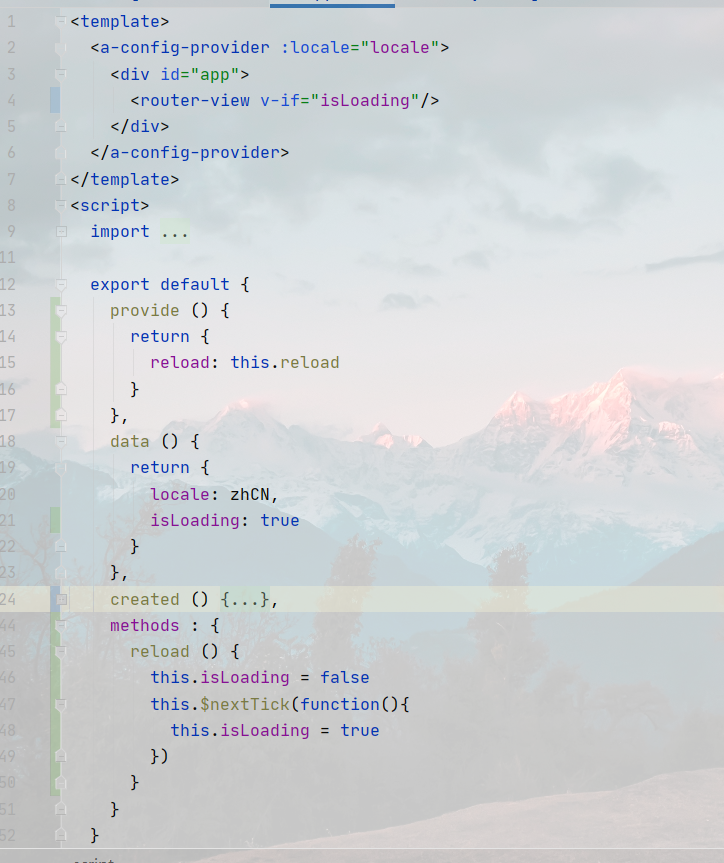 1 <template>
2 <a-config-provider :locale="locale">
3 <div id="app">
4 <router-view v-if="isLoading"/>
5 </div>
6 </a-config-provider>
7 </template>
8 <script>
9 import ...
11
12 export default {
13 provide () {
14 return {
15 reload: this.reload
16 }
17 },
18 data () {
19 return {
20 locale: zhCN,
21 isLoading: true
22 }
23 },
24 created () {...},
44 methods : {
45 reload () {
46 this.isLoading = false
47 this.$nextTick(function(){
48 this.isLoading = true
49 })
50 }
51 }
52 }
script